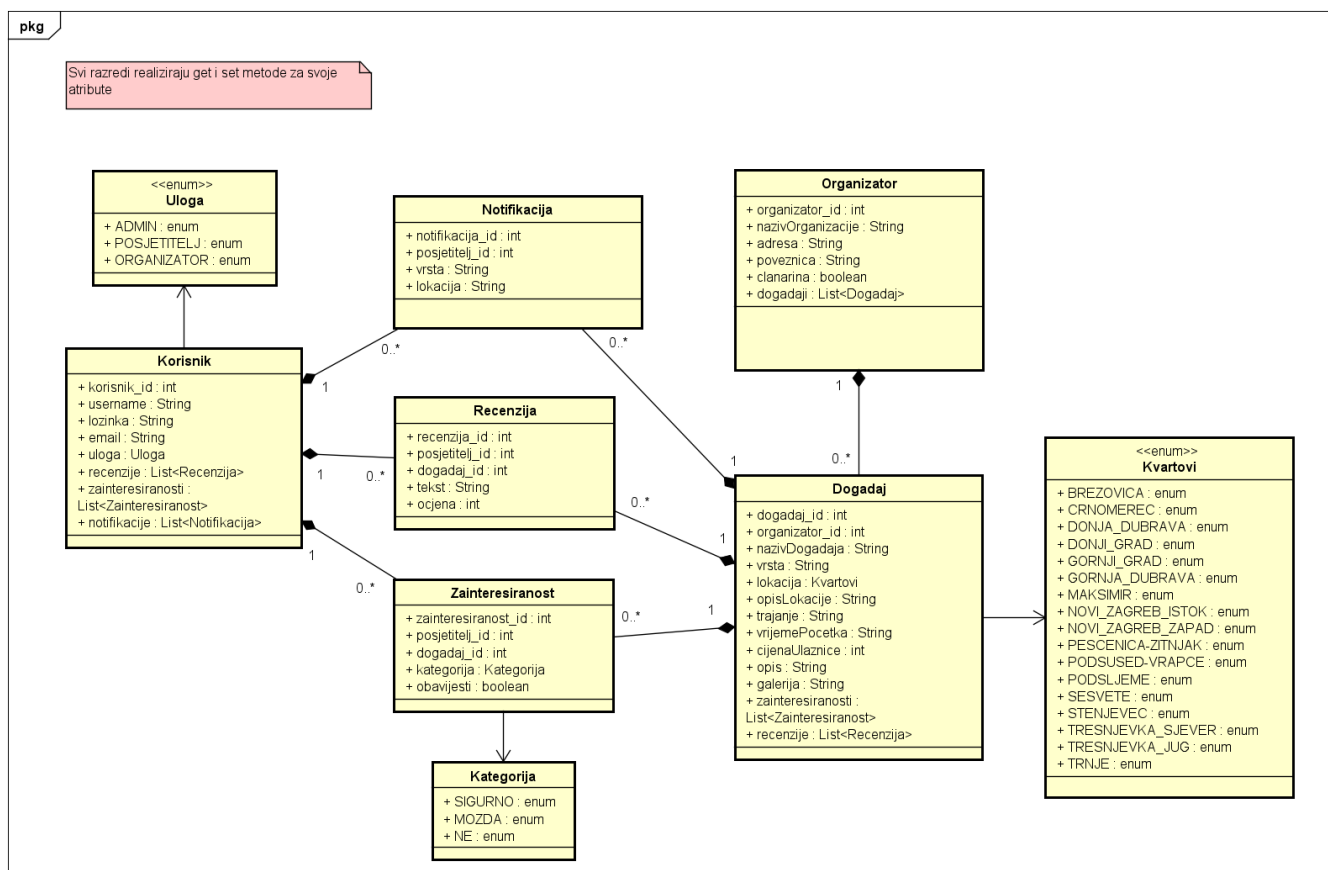 pkg
Svi razredi realiziraju get i set metode za svoje
atribute
<<enum>>
Uloga
+ ADMIN : enum
+ POSJETITELJ : enum
+ ORGANIZATOR : enum
Notifikacija
+ notifikacija_id : int
+ posjetitelj_id : int
+ vrsta : String
+ lokacija : String
Organizator
+ organizator_id : int
+ nazivOrganizacije : String
+ adresa : String
+ poveznica : String
+ clanarina : boolean
+ dogadaji : List<Dogadaj>
Korisnik
+ korisnik_id : int
+ username : String
+ lozinka : String
+ email : String
+ uloga : Uloga
+ recenzije : List<Recenzija>
+ zainteresiranosti :
List<Zainteresiranost>
+ notifikacije : List<Notifikacija>
0..*
1
0..*
1
0..*
1
0..*
1
0..*
1
0..*
1
0..*
1
Recenzija
+ recenzija_id : int
+ posjetitelj_id : int
+ događaj_id : int
+ tekst : String
+ ocjena : int
Zainteresiranost
+ zainteresiranost_id : int
+ posjetitelj_id : int
+ događaj_id : int
+ kategorija : Kategorija
+ obavijesti : boolean
Kategorija
+ SIGURNO : enum
+ MOZDA : enum
+ NE : enum
Događaj
+ događaj_id : int
+ organizator_id : int
+ nazivDogadaja : String
+ vrsta : String
+ lokacija : Kvartovi
+ opisLokacije : String
+ trajanje : String
+ vrijemePocetka : String
+ cijenaUlaznice : int
+ opis : String
+ galerija : String
+ zainteresiranosti :
List<Zainteresiranost>
+ recenzije : List<Recenzija>
<<enum>>
Kvartovi
+ BREZOVICA : enum
+ CRNOMEREC : enum
+ DONJA_DUBRAVA : enum
+ DONJI_GRAD : enum
+ GORNJI_GRAD : enum
+ GORNJA_DUBRAVA : enum
+ MAKSIMIR : enum
+ NOVI_ZAGREB_ISTOK : enum
+ NOVI_ZAGREB_ZAPAD : enum
+ PESCENICA-ZITNJAK : enum
+ PODSUSED-VRAPCE : enum
+ PODSLJEME : enum
+ SESVETE : enum
+ STENJEVEC : enum
+ TRESNJEVKA_SJEVER : enum
+ TRESNJEVKA_JUG : enum
+ TRNJE : enum